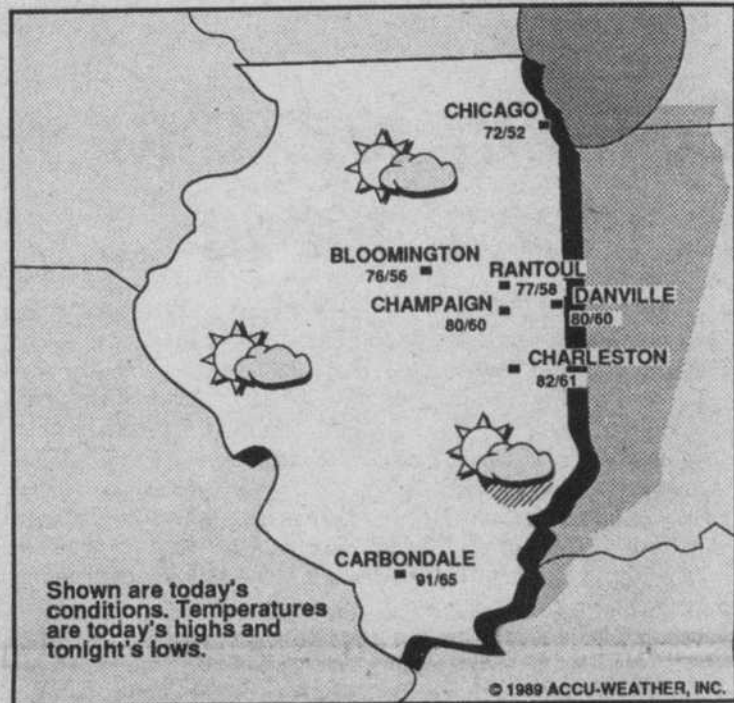 CHICAGO
72/52
BLOOMINGTON
76/56
RANTOUL
77/58
DANVILLE
80/60
CHAMPAIGN
80/60
CHARLESTON
82/61
CARBONDALE
91/65
Shown are today's
conditions. Temperatures
are today's highs and
tonight's lows.
© 1989 ACCU-WEATHER, INC.